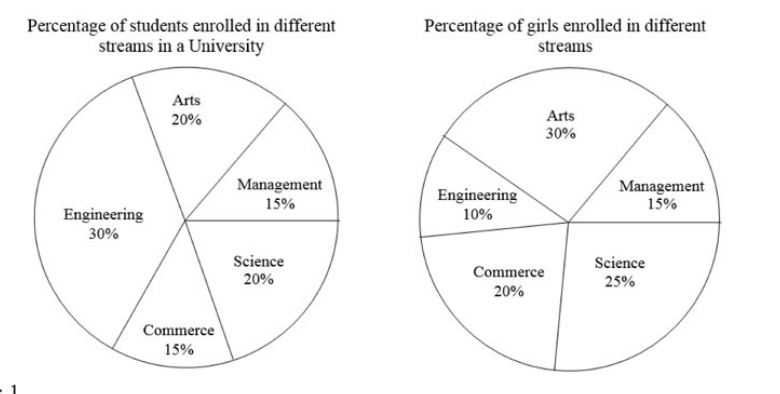 Percentage of students enrolled in different
streams in a University
Arts
20%
Management
15%
Engineering
30%
Science
20%
Commerce
15%
Percentage of girls enrolled in different
streams
Arts
30%
Management
15%
Engineering
10%
Science
25%
Commerce
20%
1